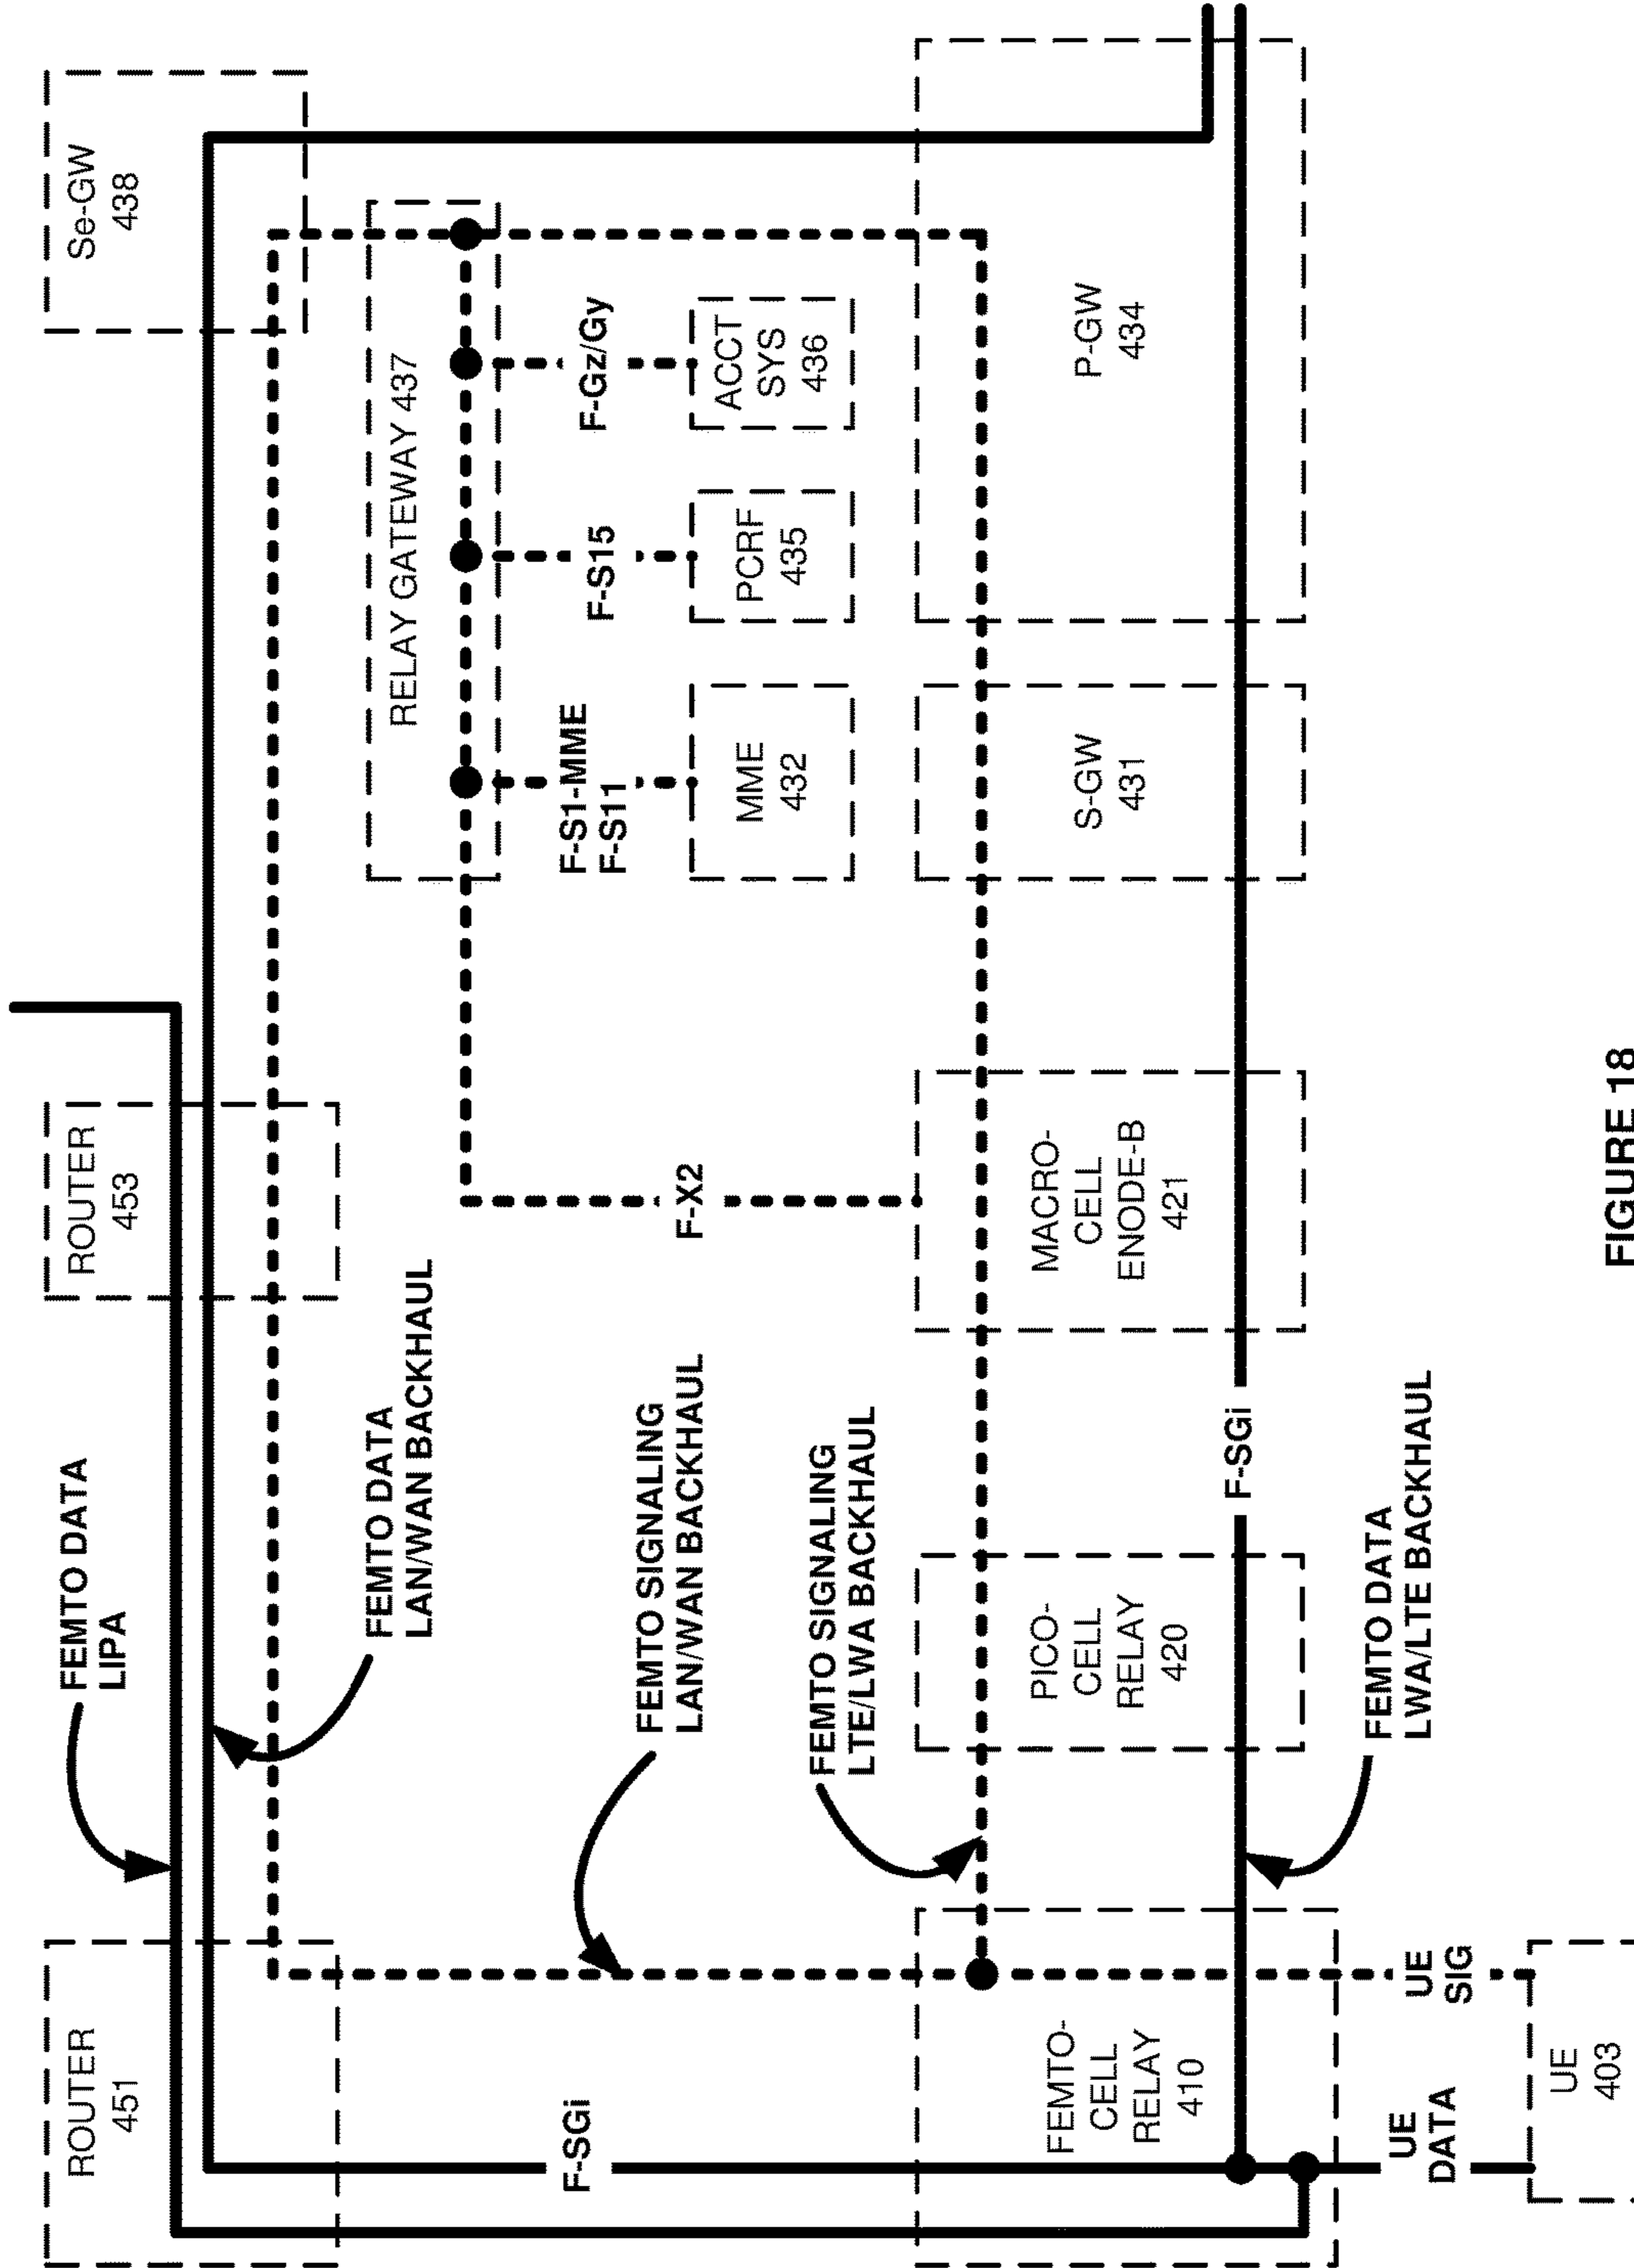 FEMTO DATA
LIPA
ROUTER
451
ROUTER
453
Se-GW
438
FEMTO DATA
LAN/WAN BACKHAUL
RELAY GATEWAY 437
F-SGi
FEMTO SIGNALING
LAN/WAN BACKHAUL
F-X2
F-S1-MME
F-S11
F-S15
F-Gz/Gy
MME
432
PCRF
435
ACCT
SYS
436
FEMTO SIGNALING
LTE/LWA BACKHAUL
FEMTO-
CELL
RELAY
410
PICO-
CELL
RELAY
420
MACRO-
CELL
ENODE-B
421
S-GW
431
P-GW
434
F-SGi
UE
DATA
UE
SIG
FEMTO DATA
LWA/LTE BACKHAUL
UE
403
FIGURE 18